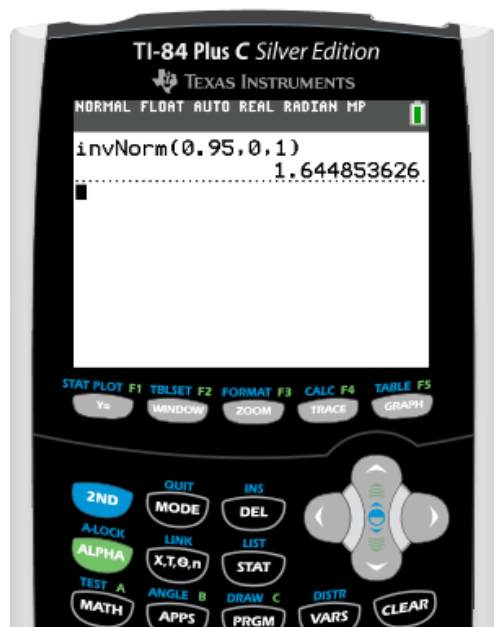 TI-84 Plus C Silver Edition
TEXAS INSTRUMENTS
NORMAL FLOAT AUTO REAL RADIAN MP
invNorm(0.95,0,1)
1.644853626
STAT PLOT F1 TBLSET F2 FORMAT F3 CALC F4 TABLE F5
Y= WINDOW ZOOM TRACE GRAPH
QUIT INS
2ND MODE DEL
A-LOCK LINK LIST
ALPHA X,T,θ,n STAT
TEST A ANGLE B DRAW C DISTR
MATH APPS PRGM VARS CLEAR